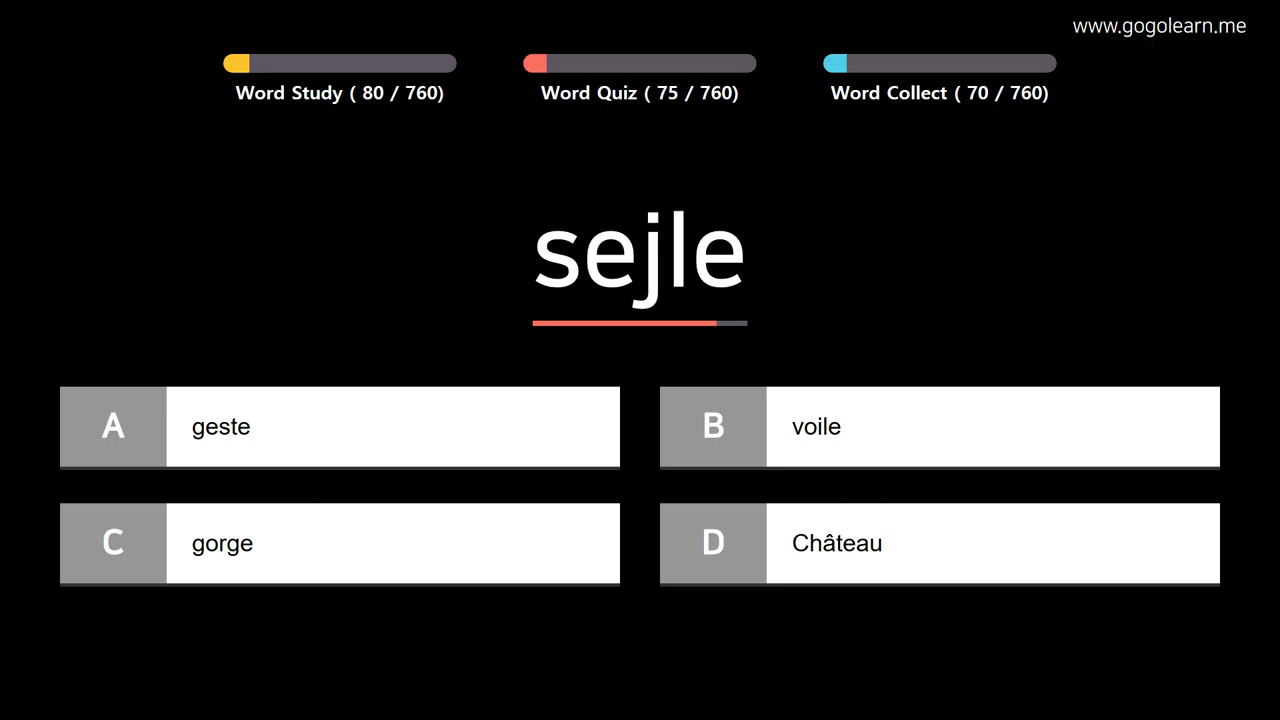 www.gogolearn.me
Word Study ( 80 / 760)
Word Quiz ( 75 / 760)
Word Collect ( 70 / 760)
sejle
A geste
B voile
C gorge
D Château